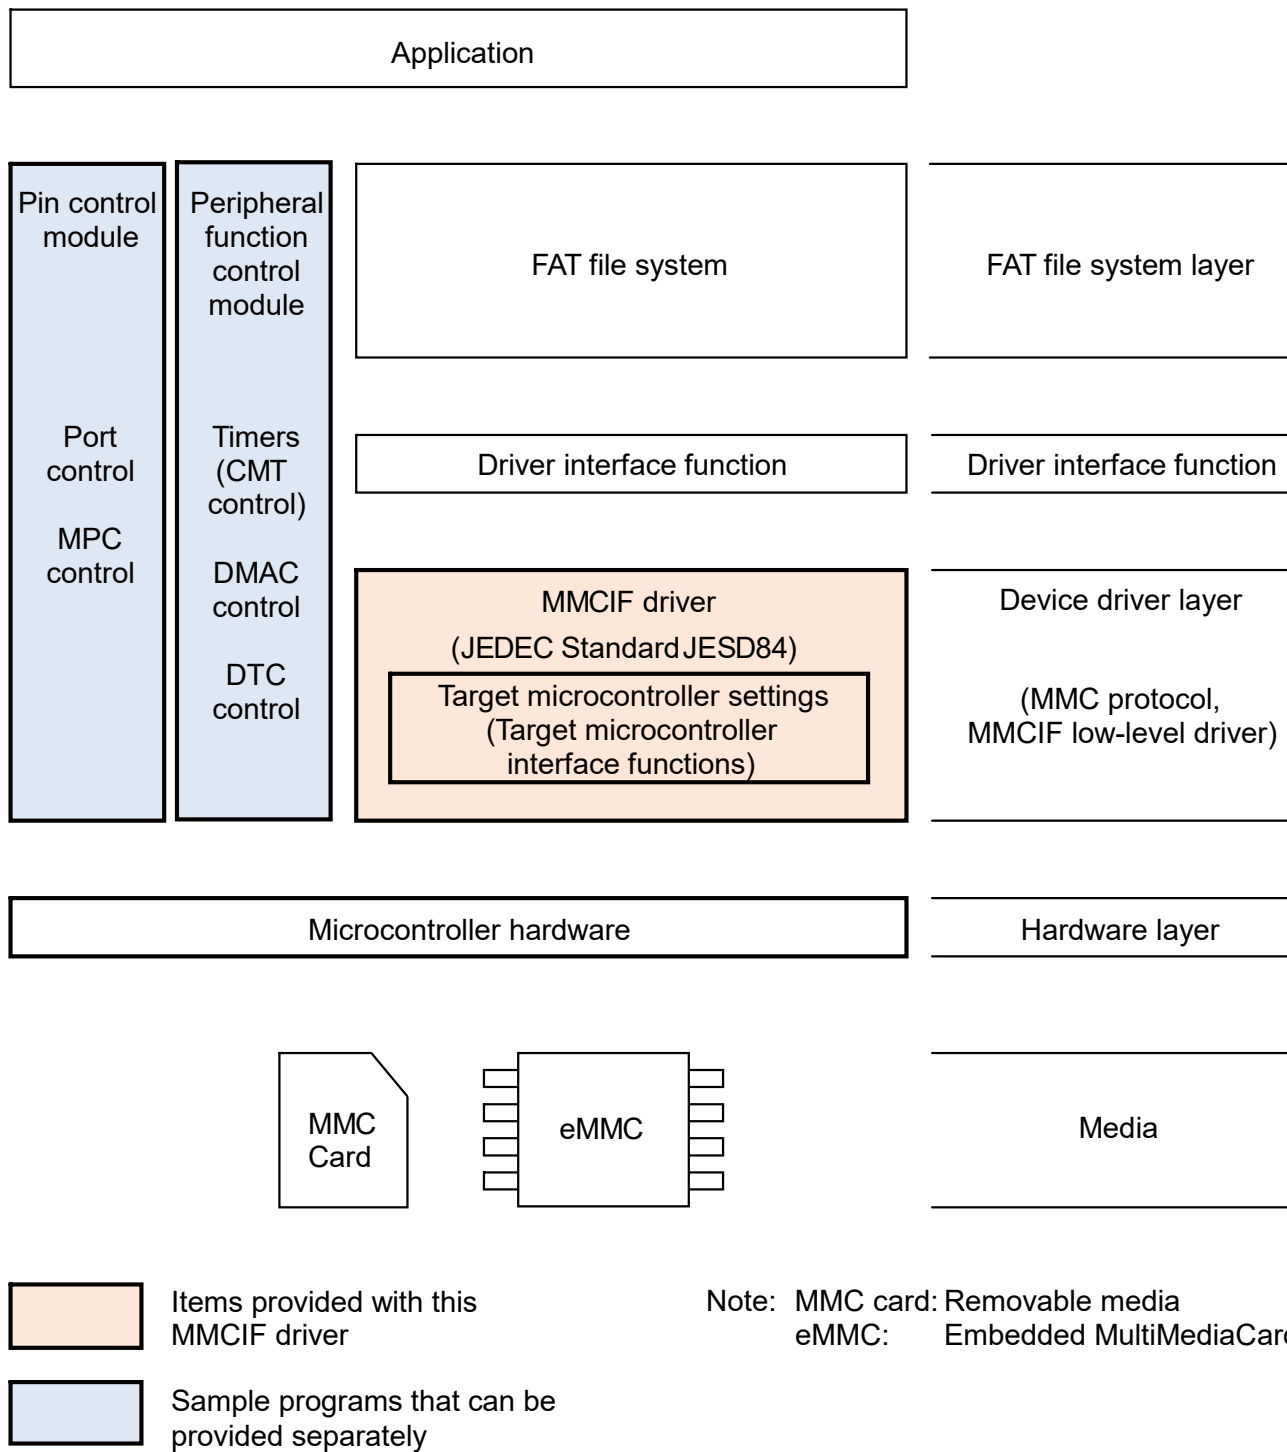 Application
Pin control
module
Port
control
MPC
control
Peripheral
function
control
module
Timers
(CMT
control)
DMAC
control
DTC
control
FAT file system
FAT file system layer
Driver interface function
Driver interface function
MMCIF driver
(JEDEC Standard JESD84)
Target microcontroller settings
(Target microcontroller
interface functions)
Device driver layer
(MMC protocol,
MMCIF low-level driver)
Microcontroller hardware
Hardware layer
MMC
Card
eMMC
Media
Items provided with this
MMCIF driver
Note: MMC card: Removable media
eMMC: Embedded MultiMediaCard
Sample programs that can be
provided separately